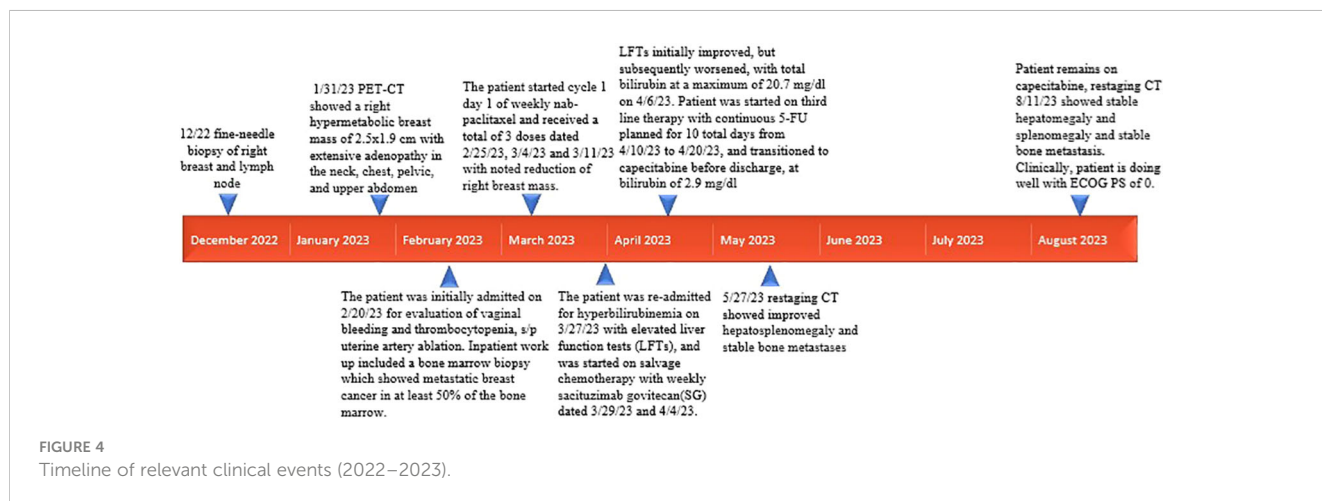 12/22 fine-needle
biopsy of right
breast and lymph
node
1/31/23 PET-CT
showed a right
hypermetabolic breast
mass of 2.5x1.9 cm with
extensive adenopathy in
the neck, chest, pelvic,
and upper abdomen
The patient started cycle 1
day 1 of weekly nab-
paclitaxel and received a
total of 3 doses dated
2/25/23, 3/4/23 and 3/11/23
with noted reduction of
right breast mass.
LFTs initially improved, but
subsequently worsened, with total
bilirubin at a maximum of 20.7 mg/dl
on 4/6/23. Patient was started on third
line therapy with continuous 5-FU
planned for 10 total days from
4/10/23 to 4/20/23, and transitioned to
capecitabine before discharge, at
bilirubin of 2.9 mg/dl
Patient remains on
capecitabine, restaging CT
8/11/23 showed stable
hepatomegaly and
splenomegaly and stable
bone metastasis.
Clinically, patient is doing
well with ECOG PS of 0.
December 2022 January 2023 February 2023 March 2023 April 2023 May 2023 June 2023 July 2023 August 2023
The patient was initially admitted on
2/20/23 for evaluation of vaginal
bleeding and thrombocytopenia, s/p
uterine artery ablation. Inpatient work
up included a bone marrow biopsy
which showed metastatic breast
cancer in at least 50% of the bone
marrow.
The patient was re-admitted
for hyperbilirubinemia on
3/27/23 with elevated liver
function tests (LFTs), and
was started on salvage
chemotherapy with weekly
sacituzimab govitecan(SG)
dated 3/29/23 and 4/4/23.
5/27/23 restaging CT
showed improved
hepatosplenomegaly and
stable bone metastases
FIGURE 4
Timeline of relevant clinical events (2022–2023).